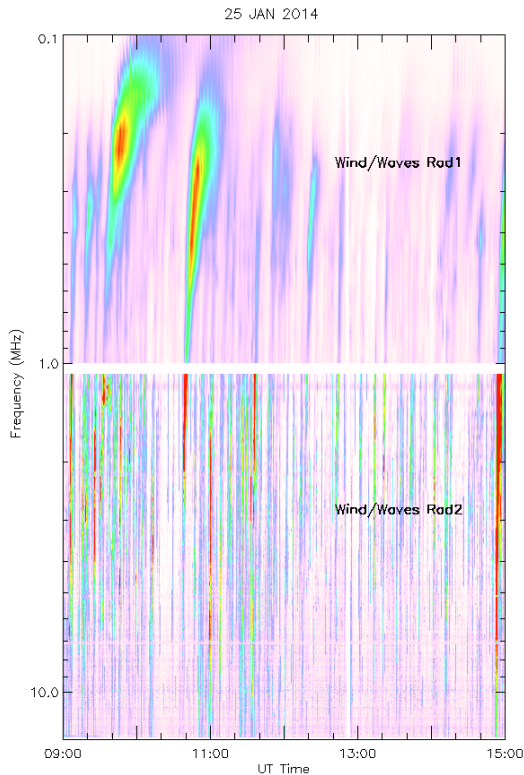 25 JAN 2014
0.1
Wind/Waves Rad1
1.0
Frequency (MHz)
Wind/Waves Rad2
10.0
09:00 11:00 13:00 15:00
UT Time